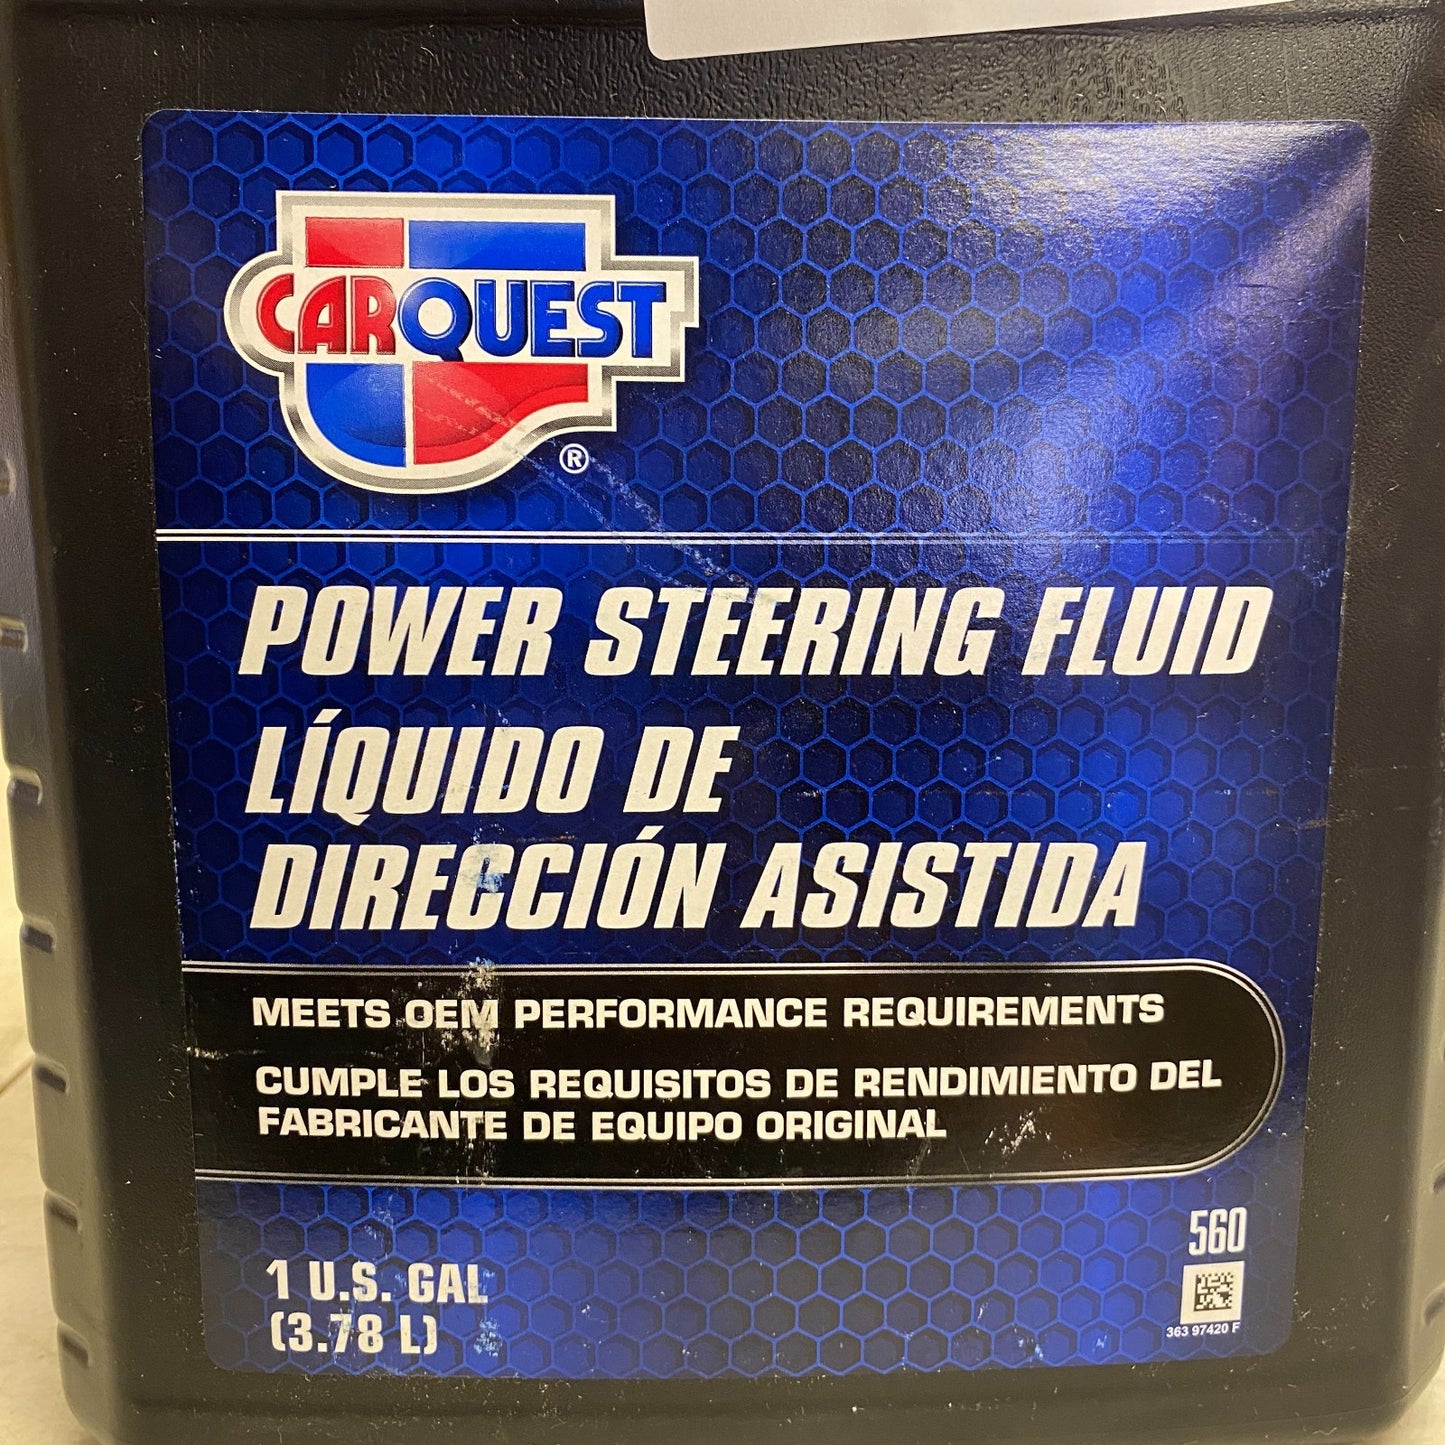 CARQUEST
®
POWER STEERING FLUID
LÍQUIDO DE
DIRECCIÓN ASISTIDA
MEETS OEM PERFORMANCE REQUIREMENTS
CUMPLE LOS REQUISITOS DE RENDIMIENTO DEL
FABRICANTE DE EQUIPO ORIGINAL
1 U.S. GAL
(3.78 L)
560
363 97420 F